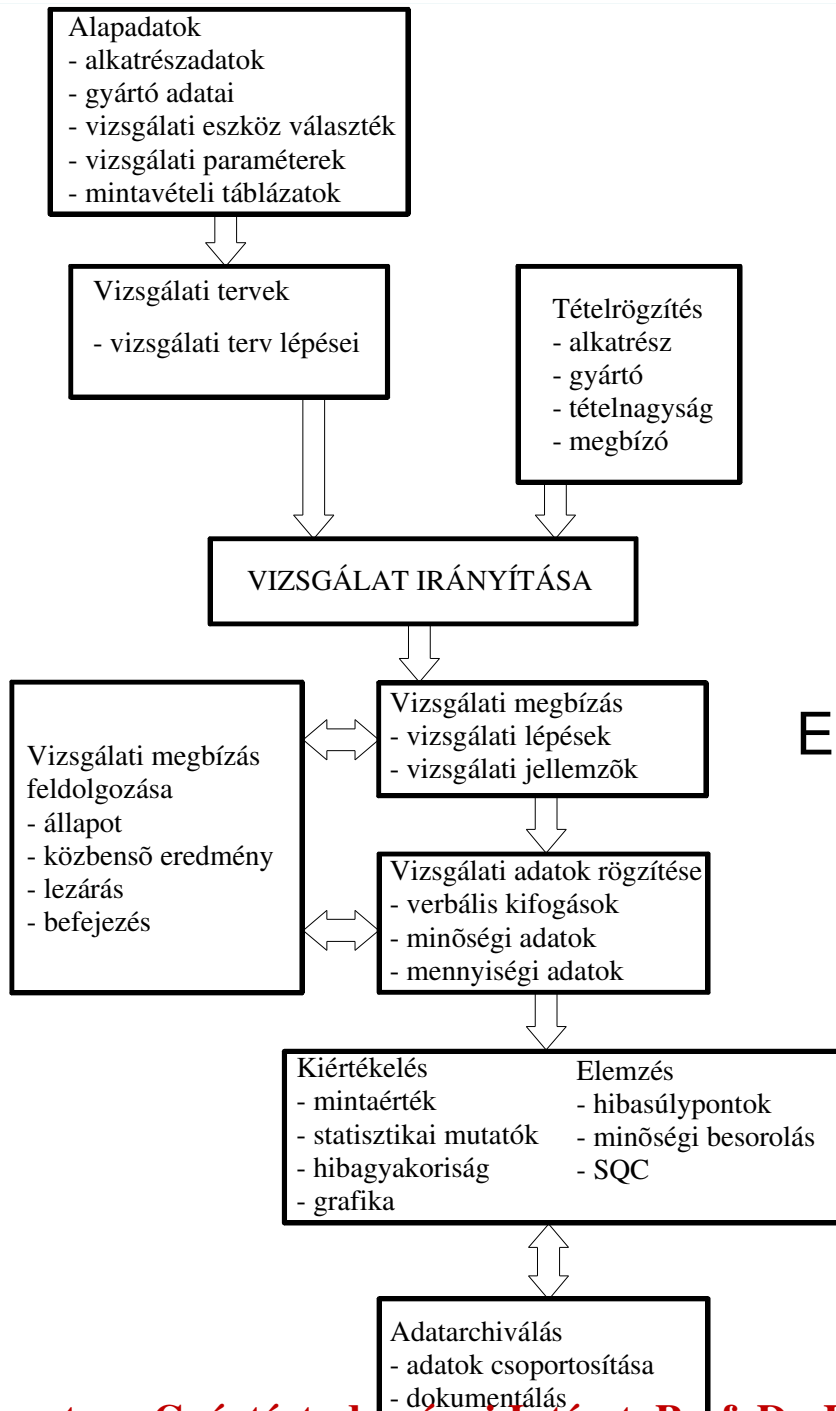 Alapadatok
- alkatrészadatok
- gyártó adatai
- vizsgálati eszköz választék
- vizsgálati paraméterek
- mintavételi táblázatok
Vizsgálati tervek
- vizsgálati terv lépései
Tételrögzítés
- alkatrész
- gyártó
- tételnagyság
- megbízó
VIZSGÁLAT IRÁNYÍTÁSA
Vizsgálati megbízás
- vizsgálati lépések
- vizsgálati jellemzõk
E
Vizsgálati megbízás
feldolgozása
- állapot
- közbensõ eredmény
- lezárás
- befejezés
Vizsgálati adatok rögzítése
- verbális kifogások
- minõségi adatok
- mennyiségi adatok
Kiértékelés
- mintaérték
- statisztikai mutatók
- hibagyakoriság
- grafika
Elemzés
- hibasúlypontok
- minõségi besorolás
- SQC
Adatarchiválás
- adatok csoportosítása
- dokumentálás